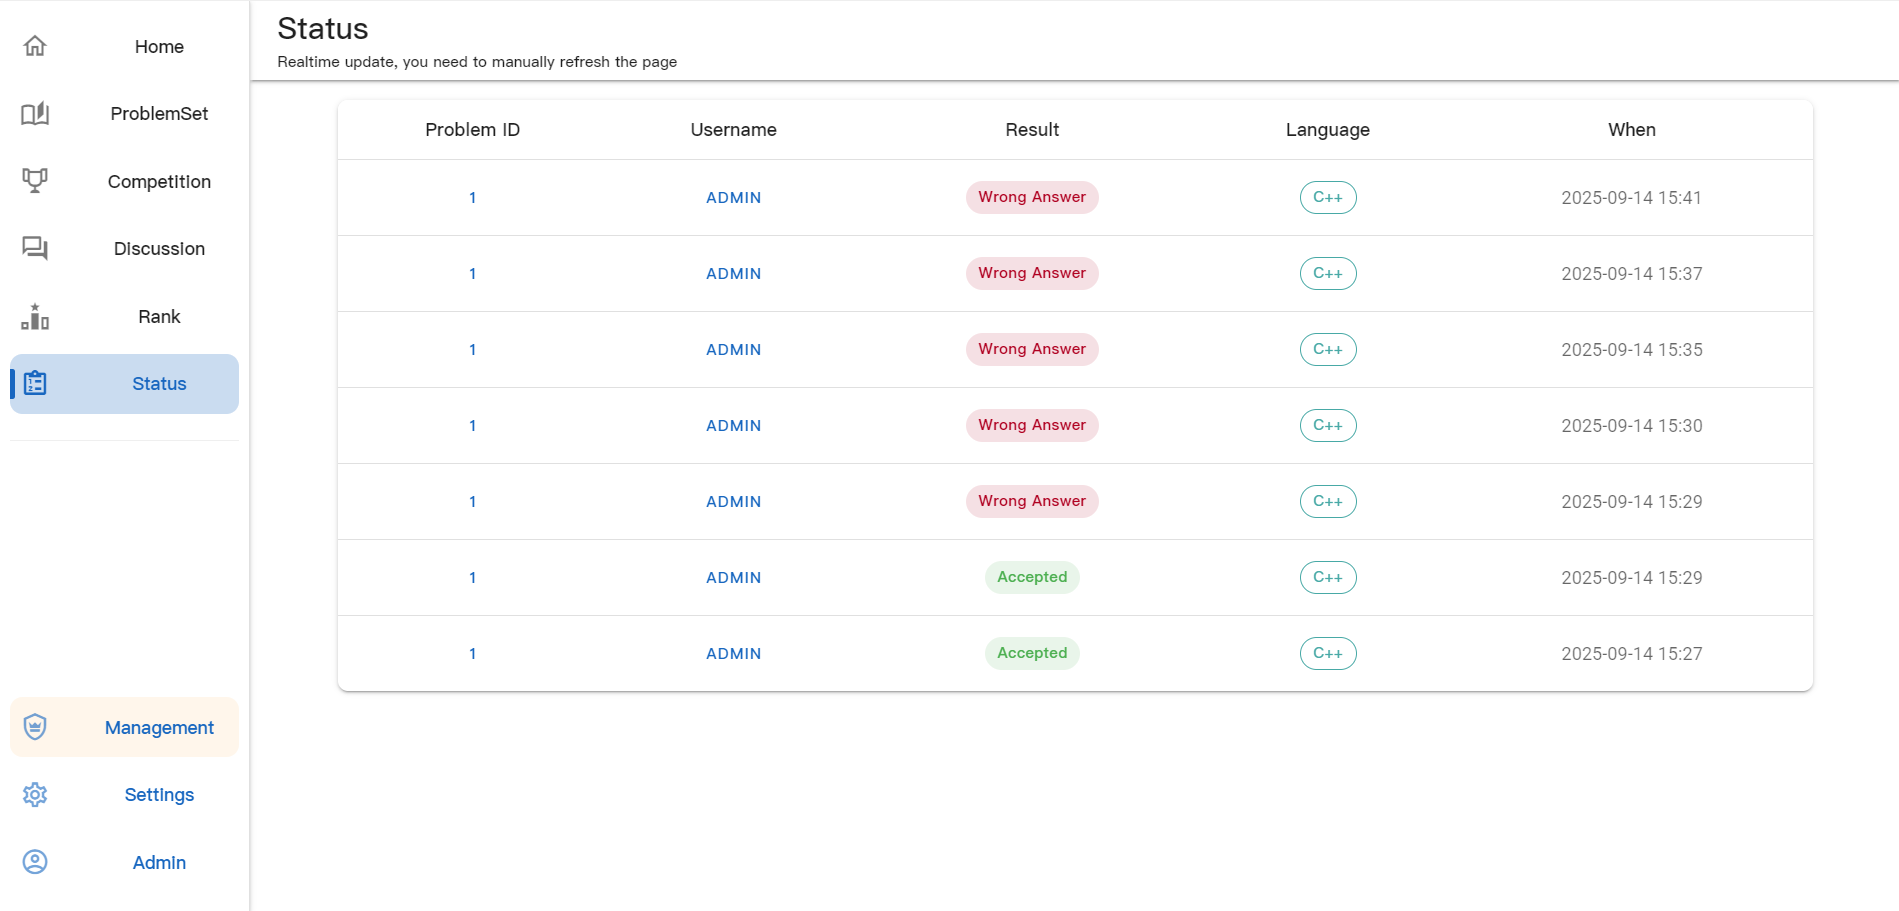 Home
ProblemSet
Competition
Discussion
Rank
Status
Management
Settings
Admin
Status
Realtime update, you need to manually refresh the page
Problem ID Username Result Language When
1 ADMIN Wrong Answer C++ 2025-09-14 15:41
1 ADMIN Wrong Answer C++ 2025-09-14 15:37
1 ADMIN Wrong Answer C++ 2025-09-14 15:35
1 ADMIN Wrong Answer C++ 2025-09-14 15:30
1 ADMIN Wrong Answer C++ 2025-09-14 15:29
1 ADMIN Accepted C++ 2025-09-14 15:29
1 ADMIN Accepted C++ 2025-09-14 15:27